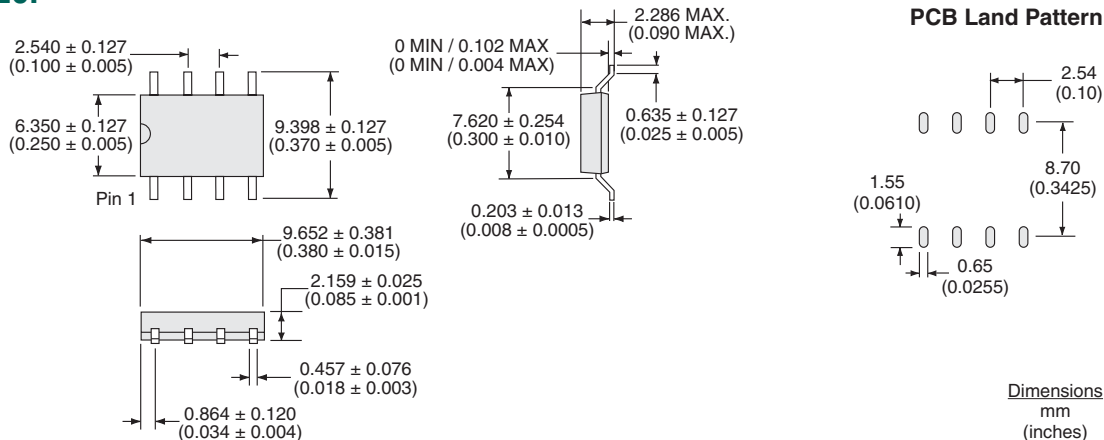 PCB Land Pattern
2.540 ± 0.127
(0.100 ± 0.005)
6.350 ± 0.127
(0.250 ± 0.005)
9.398 ± 0.127
(0.370 ± 0.005)
Pin 1
9.652 ± 0.381
(0.380 ± 0.015)
2.159 ± 0.025
(0.085 ± 0.001)
0.457 ± 0.076
(0.018 ± 0.003)
0.864 ± 0.120
(0.034 ± 0.004)
2.286 MAX.
(0.090 MAX.)
0 MIN / 0.102 MAX
(0 MIN / 0.004 MAX)
7.620 ± 0.254
(0.300 ± 0.010)
0.635 ± 0.127
(0.025 ± 0.005)
0.203 ± 0.013
(0.008 ± 0.0005)
2.54
(0.10)
8.70
(0.3425)
1.55
(0.0610)
0.65
(0.0255)
Dimensions
mm
(inches)